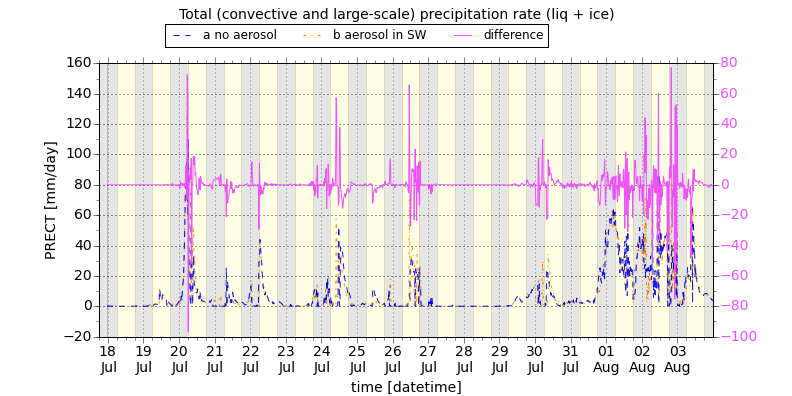 Total (convective and large-scale) precipitation rate (liq + ice)
a no aerosol b aerosol in SW difference
160 80
140 60
120 40
100 20
80 0
60 −20
40 −40
20 −60
0 −80
−20 −100
PRECT [mm/day]
18 19 20 21 22 23 24 25 26 27 28 29 30 31 01 02 03
Jul Jul Jul Jul Jul Jul Jul Jul Jul Jul Jul Jul Jul Jul Aug Aug Aug
time [datetime]